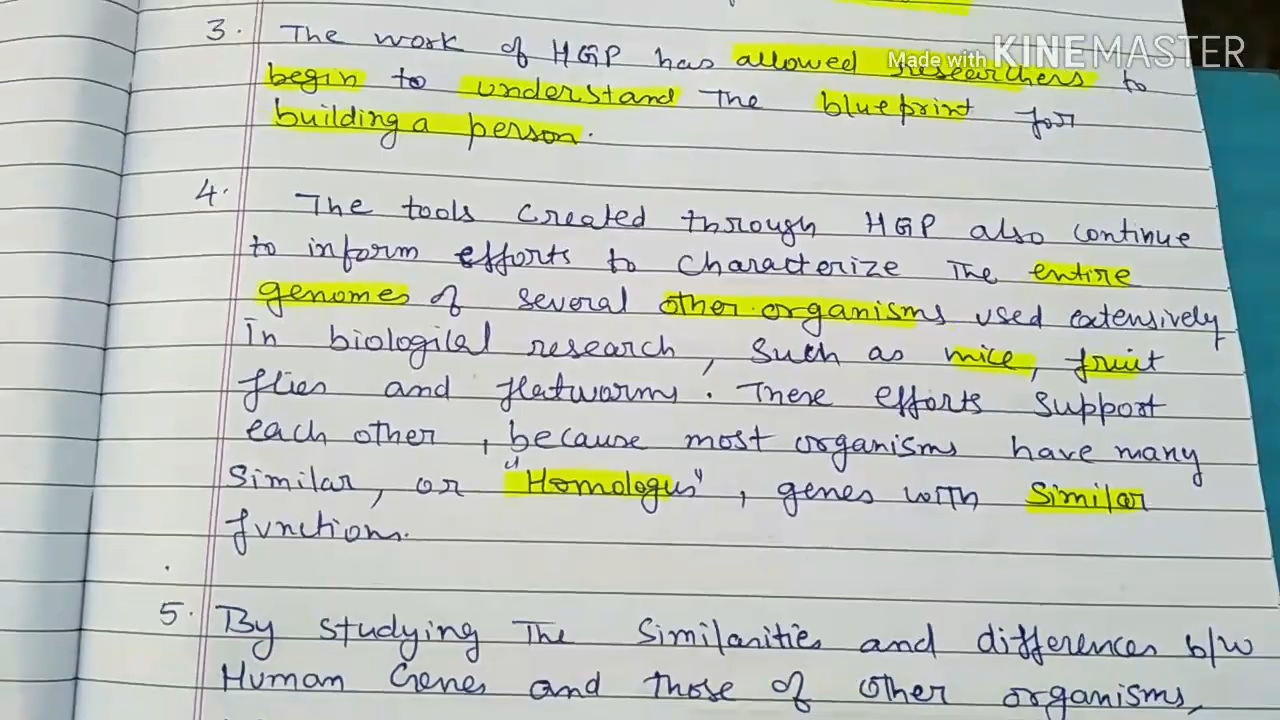 3. The work of HGP has allowed researchers to
begin to understand The blueprint for
building a person.
4. The tools created through HGP also continue
to inform efforts to characterize The entire
genomes of several other organisms used extensively
In biological research, such as mice, fruit
flies and flatworms. These efforts support
each other, because most organisms have many
similar, or "Homologus", genes with similar
functions.
5. By studying The similarities and differences b/w
Human Genes and those of other organisms,
Made with KINEMASTER